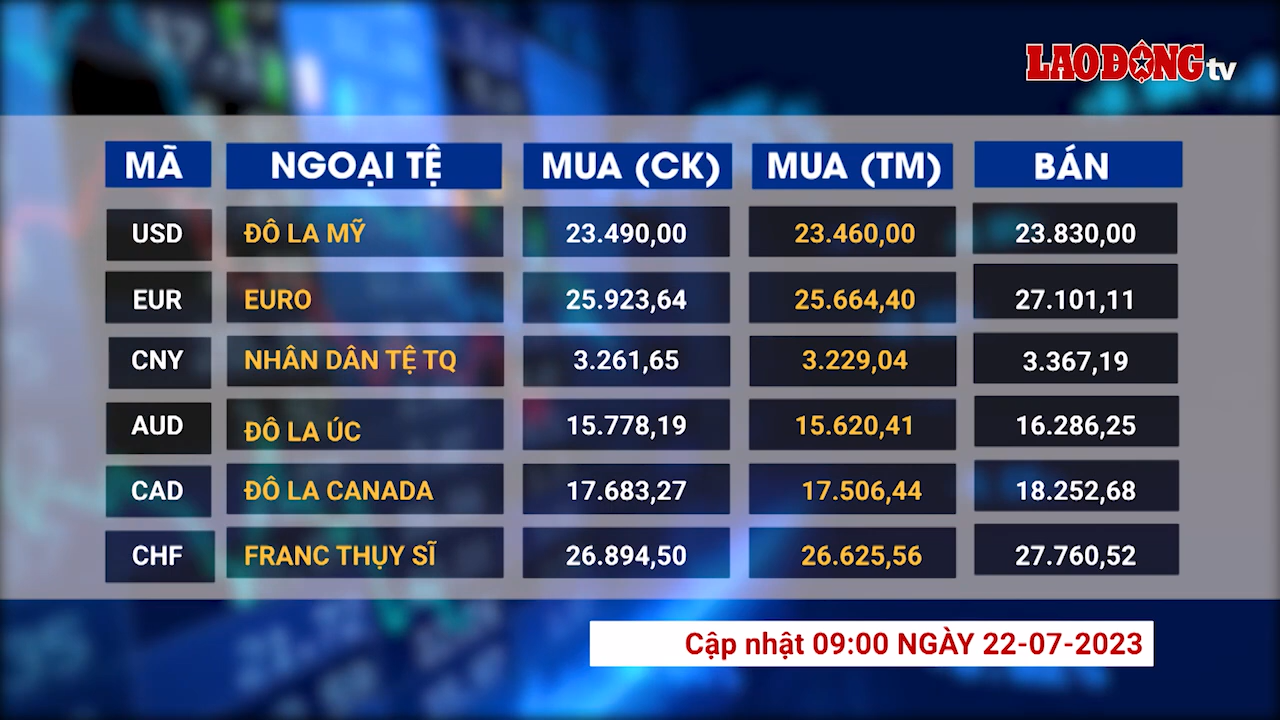 LAO ĐỘNG tv
MÃ NGOẠI TỆ MUA (CK) MUA (TM) BÁN
USD ĐÔ LA MỸ 23.490,00 23.460,00 23.830,00
EUR EURO 25.923,64 25.664,40 27.101,11
CNY NHÂN DÂN TỆ TQ 3.261,65 3.229,04 3.367,19
AUD ĐÔ LA ÚC 15.778,19 15.620,41 16.286,25
CAD ĐÔ LA CANADA 17.683,27 17.506,44 18.252,68
CHF FRANC THỤY SĨ 26.894,50 26.625,56 27.760,52
Cập nhật 09:00 NGÀY 22-07-2023